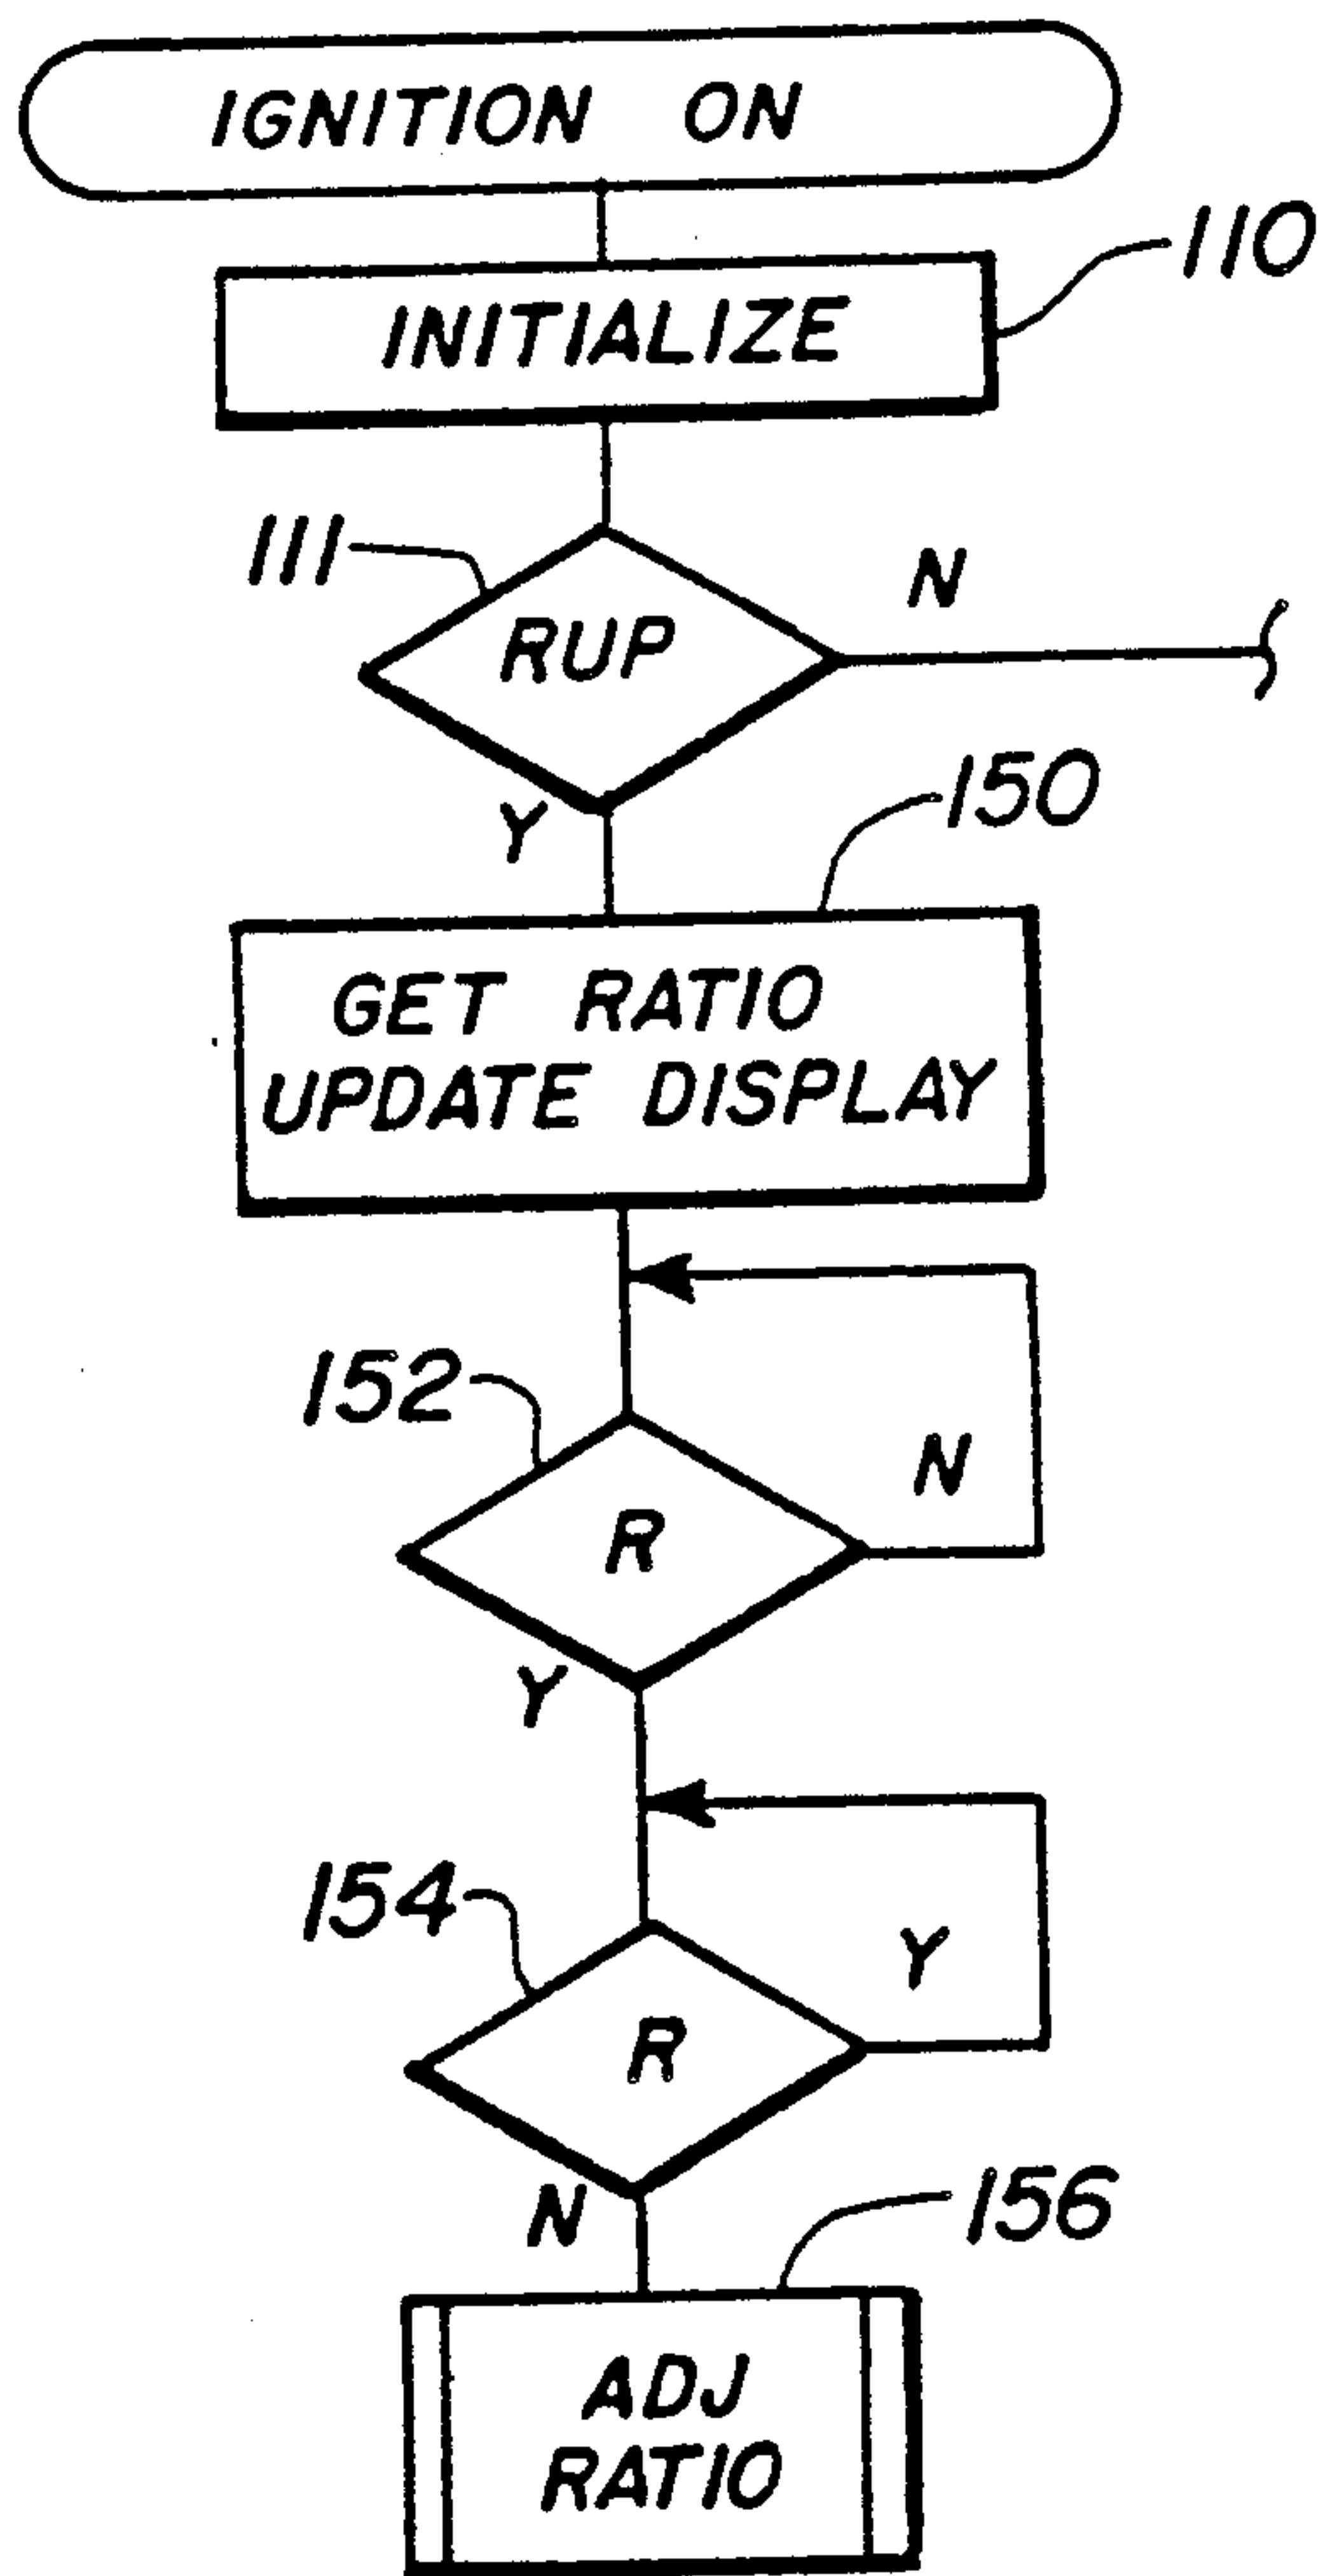 IGNITION ON
110
INITIALIZE
111
RUP
N
Y
150
GET RATIO
UPDATE DISPLAY
152
R
N
Y
154
R
Y
N
156
ADJ
RATIO